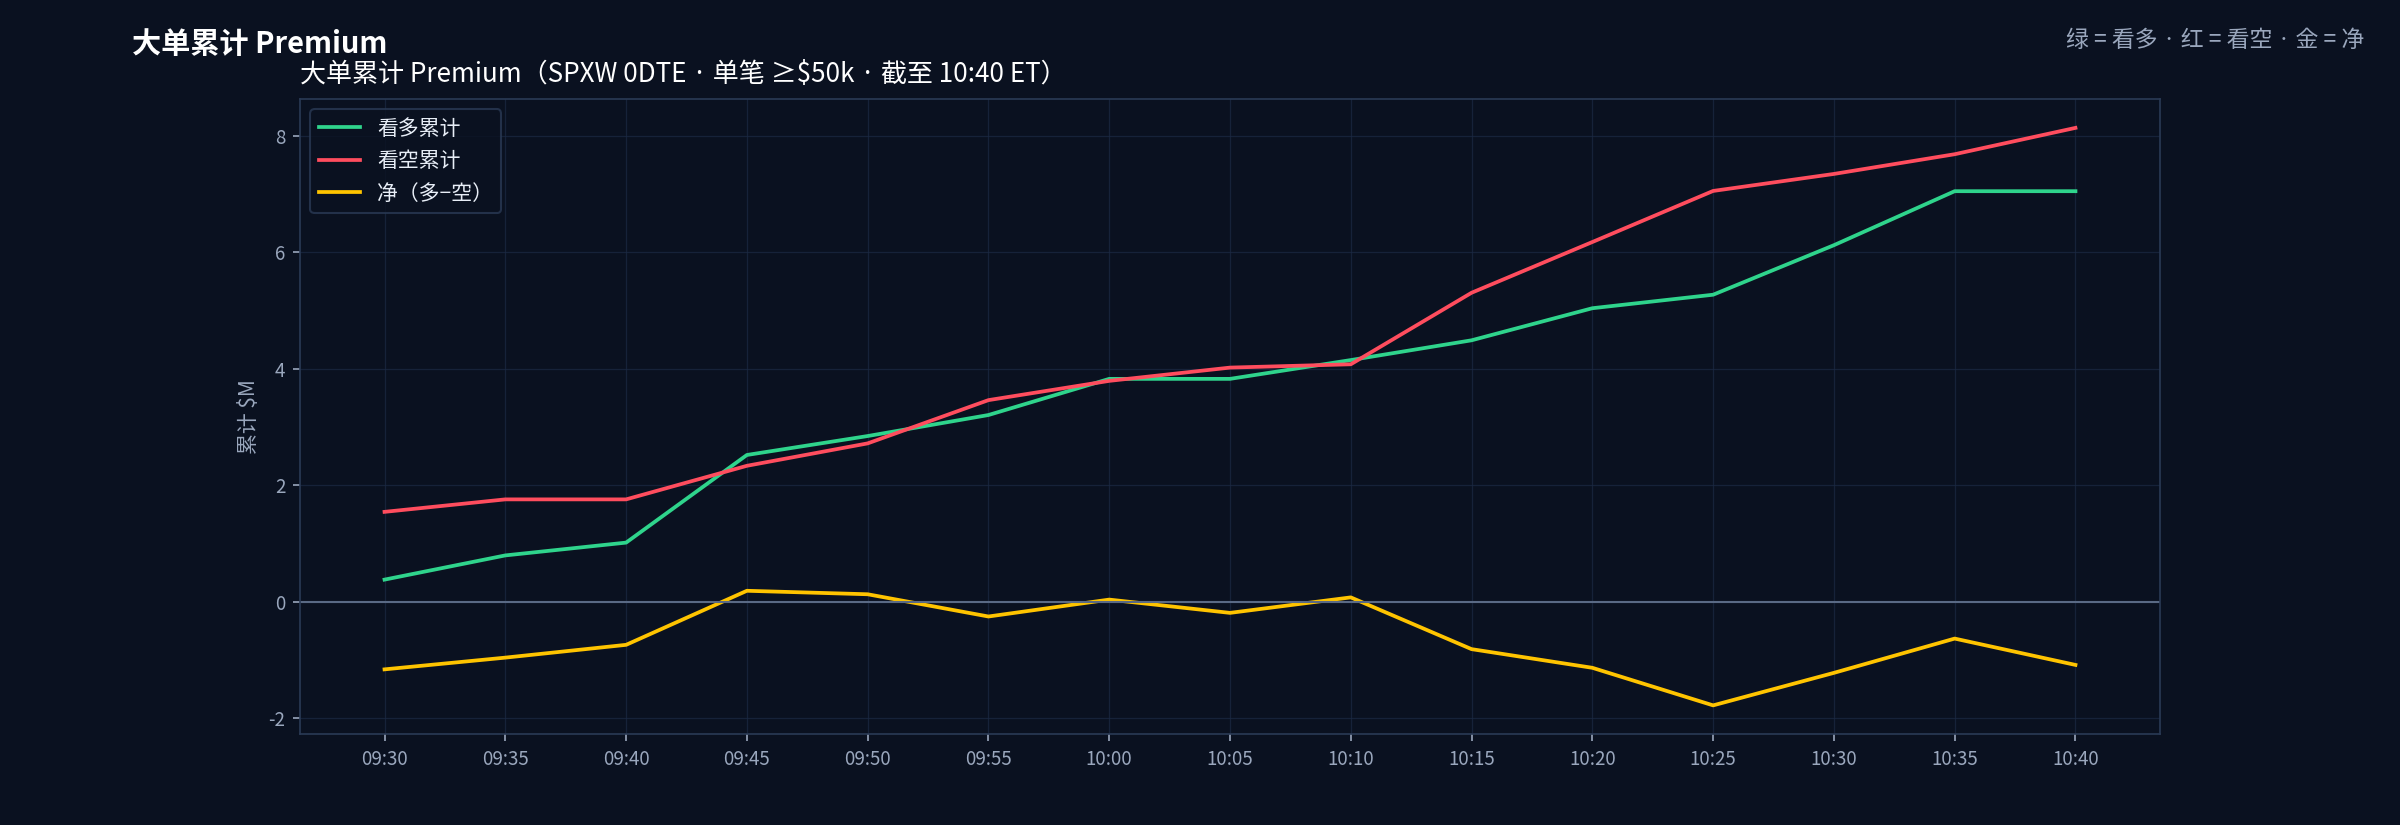 大单累计 Premium
绿 = 看多 · 红 = 看空 · 金 = 净
大单累计 Premium（SPXW 0DTE · 单笔 ≥$50k · 截至 10:40 ET）
看多累计
看空累计
净（多−空）
累计 $M
8
6
4
2
0
-2
09:30 09:35 09:40 09:45 09:50 09:55 10:00 10:05 10:10 10:15 10:20 10:25 10:30 10:35 10:40